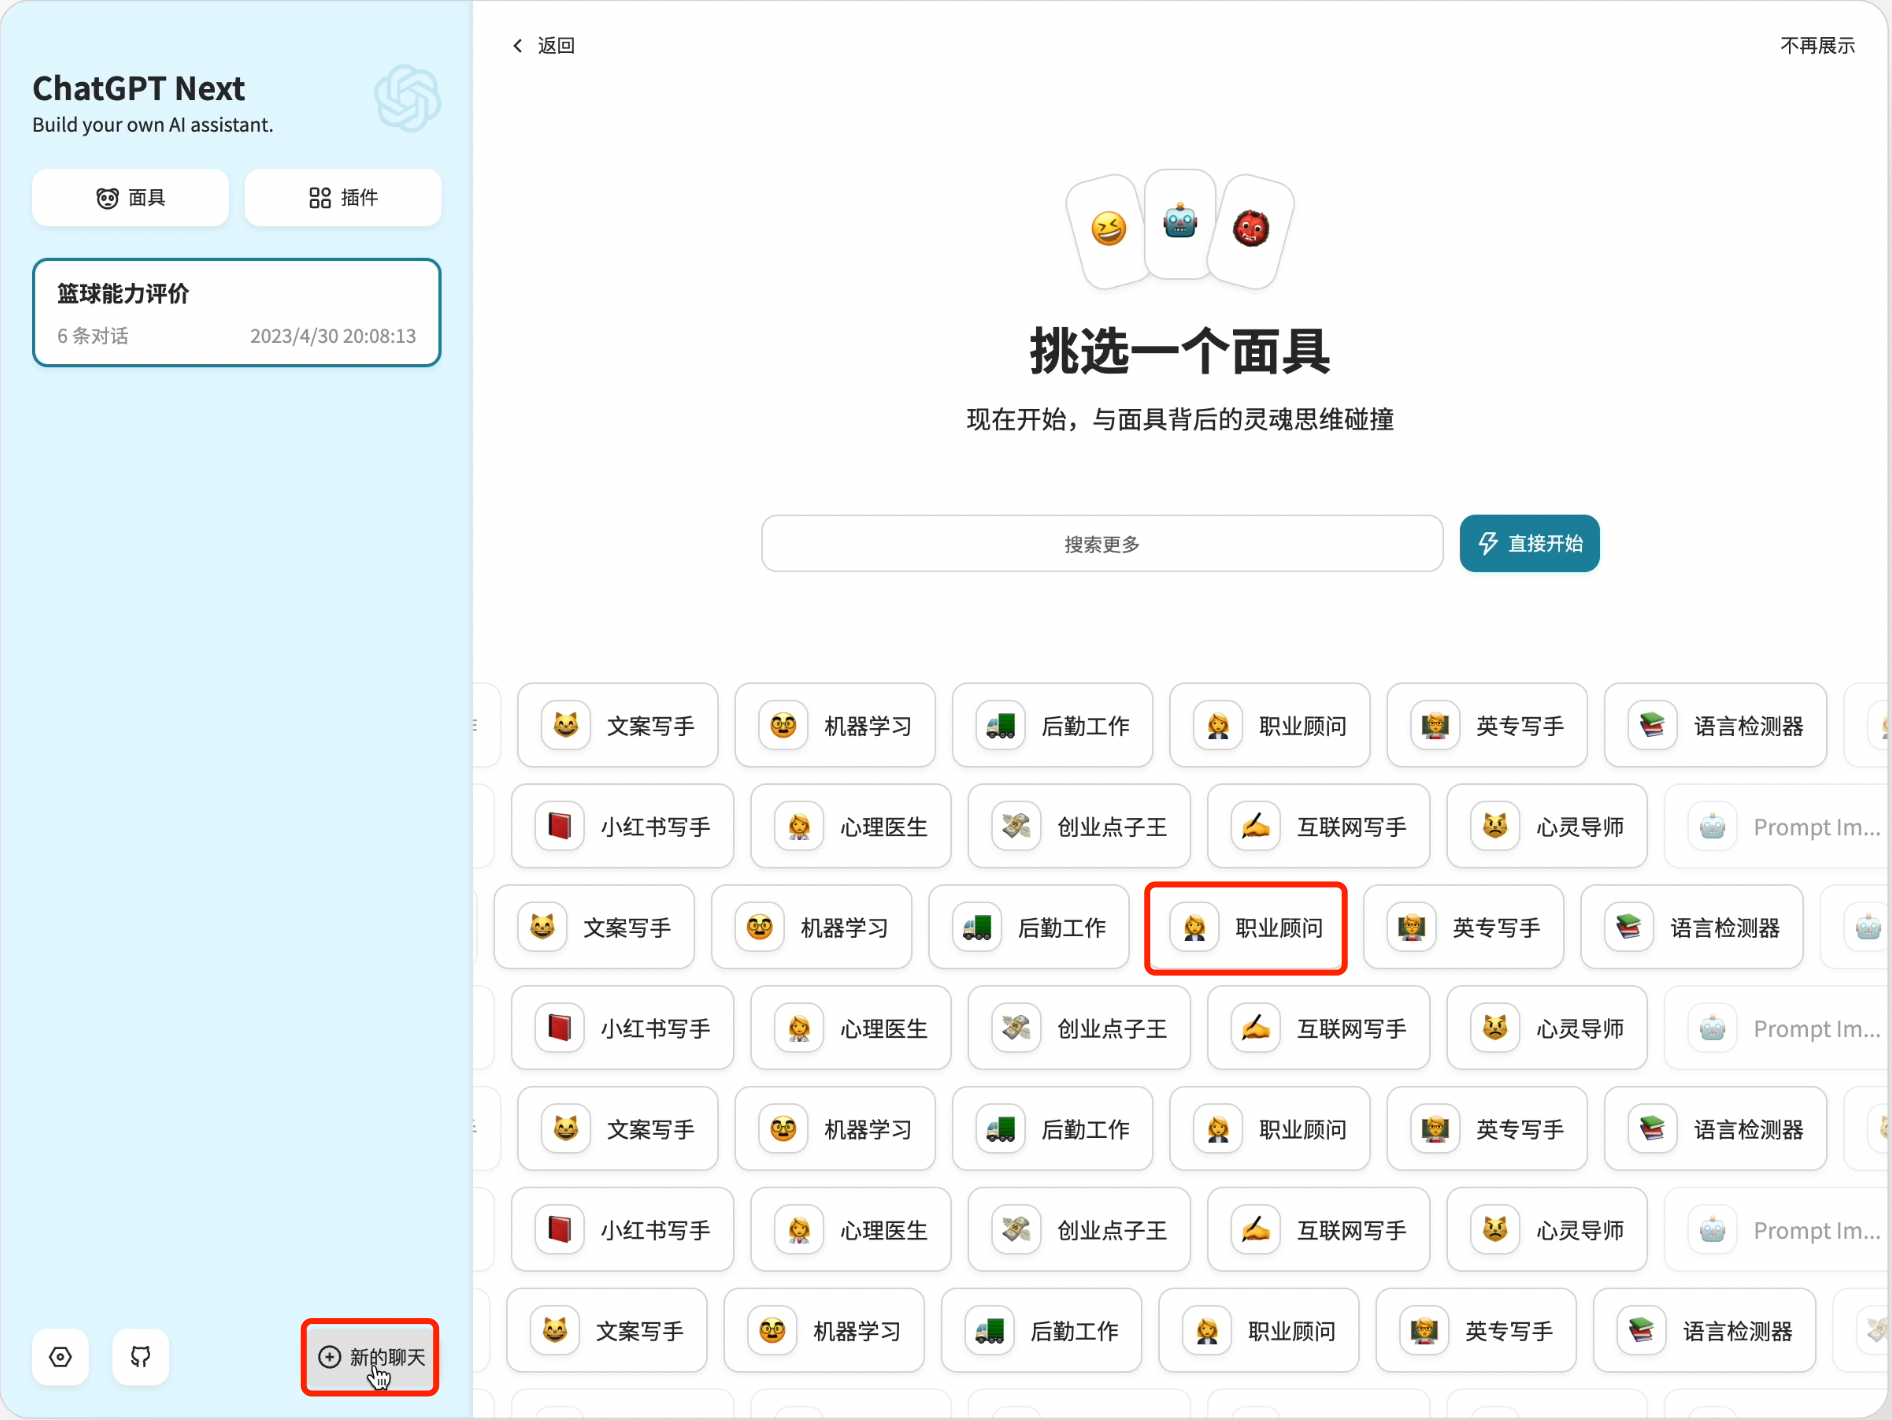 ChatGPT Next
Build your own AI assistant.
面具
插件
篮球能力评价
6 条对话 2023/4/30 20:08:13
新的聊天
返回
不再展示
挑选一个面具
现在开始，与面具背后的灵魂思维碰撞
搜索更多
直接开始
文案写手 机器学习 后勤工作 职业顾问 英专写手 语言检测器
小红书写手 心理医生 创业点子王 互联网写手 心灵导师 Prompt Im...
文案写手 机器学习 后勤工作 职业顾问 英专写手 语言检测器
小红书写手 心理医生 创业点子王 互联网写手 心灵导师 Prompt Im...
文案写手 机器学习 后勤工作 职业顾问 英专写手 语言检测器
小红书写手 心理医生 创业点子王 互联网写手 心灵导师 Prompt Im...
文案写手 机器学习 后勤工作 职业顾问 英专写手 语言检测器